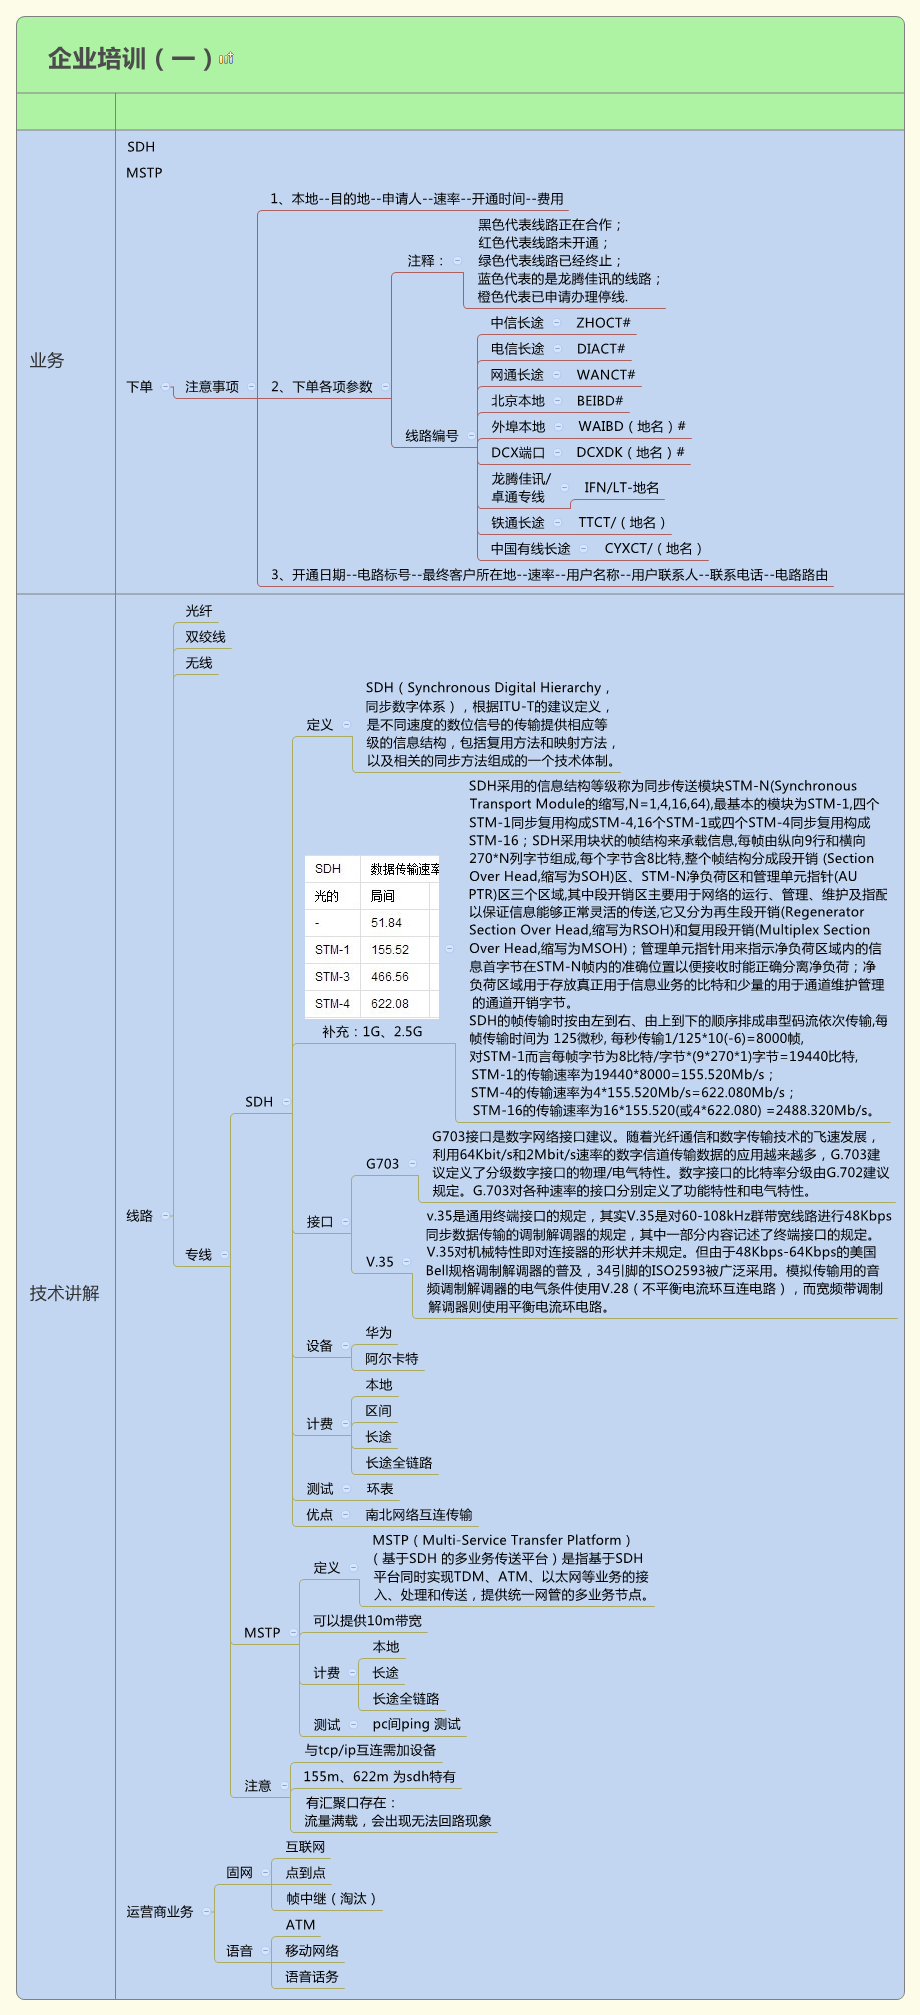 企业培训（一）
业务
SDH
MSTP
下单
注意事项
1、本地--目的地--申请人--速率--开通时间--费用
2、下单各项参数
注释：
黑色代表线路正在合作；
红色代表线路未开通；
绿色代表线路已经终止；
蓝色代表的是龙腾佳讯的线路；
橙色代表已申请办理停线.
线路编号
中信长途
ZHOCT#
电信长途
DIACT#
网通长途
WANCT#
北京本地
BEIBD#
外埠本地
WAIBD（地名）#
DCX端口
DCXDK（地名）#
龙腾佳讯/
卓通专线
IFN/LT-地名
铁通长途
TTCT/（地名）
中国有线长途
CYXCT/（地名）
3、开通日期--电路标号--最终客户所在地--速率--用户名称--用户联系人--联系电话--电路路由
技术讲解
线路
光纤
双绞线
无线
专线
SDH
定义
SDH（Synchronous Digital Hierarchy，
同步数字体系），根据ITU-T的建议定义，
是不同速度的数位信号的传输提供相应等
级的信息结构，包括复用方法和映射方法，
以及相关的同步方法组成的一个技术体制。
SDH 数据传输速率
光的 局间
- 51.84
STM-1 155.52
STM-3 466.56
STM-4 622.08
补充：1G、2.5G
SDH采用的信息结构等级称为同步传送模块STM-N(Synchronous
Transport Module的缩写,N=1,4,16,64),最基本的模块为STM-1,四个
STM-1同步复用构成STM-4,16个STM-1或四个STM-4同步复用构成
STM-16；SDH采用块状的帧结构来承载信息,每帧由纵向9行和横向
270*N列字节组成,每个字节含8比特,整个帧结构分成段开销 (Section
Over Head,缩写为SOH)区、STM-N净负荷区和管理单元指针(AU
PTR)区三个区域,其中段开销区主要用于网络的运行、管理、维护及指配
以保证信息能够正常灵活的传送,它又分为再生段开销(Regenerator
Section Over Head,缩写为RSOH)和复用段开销(Multiplex Section
Over Head,缩写为MSOH)；管理单元指针用来指示净负荷区域内的信
息首字节在STM-N帧内的准确位置以便接收时能正确分离净负荷；净
负荷区域用于存放真正用于信息业务的比特和少量的用于通道维护管理
的通道开销字节。
SDH的帧传输时按由左到右、由上到下的顺序排成串型码流依次传输,每
帧传输时间为 125微秒, 每秒传输1/125*10(-6)=8000帧,
对STM-1而言每帧字节为8比特/字节*(9*270*1)字节=19440比特,
STM-1的传输速率为19440*8000=155.520Mb/s；
STM-4的传输速率为4*155.520Mb/s=622.080Mb/s；
STM-16的传输速率为16*155.520(或4*622.080) =2488.320Mb/s。
接口
G703
G703接口是数字网络接口建议。随着光纤通信和数字传输技术的飞速发展，
利用64Kbit/s和2Mbit/s速率的数字信道传输数据的应用越来越多，G.703建
议定义了分级数字接口的物理/电气特性。数字接口的比特率分级由G.702建议
规定。G.703对各种速率的接口分别定义了功能特性和电气特性。
V.35
v.35是通用终端接口的规定，其实V.35是对60-108kHz群带宽线路进行48Kbps
同步数据传输的调制解调器的规定，其中一部分内容记述了终端接口的规定。
V.35对机械特性即对连接器的形状并未规定。但由于48Kbps-64Kbps的美国
Bell规格调制解调器的普及，34引脚的ISO2593被广泛采用。模拟传输用的音
频调制解调器的电气条件使用V.28（不平衡电流环互连电路），而宽频带调制
解调器则使用平衡电流环电路。
设备
华为
阿尔卡特
计费
本地
区间
长途
长途全链路
测试
环表
优点
南北网络互连传输
MSTP
定义
MSTP（Multi-Service Transfer Platform）
（基于SDH 的多业务传送平台）是指基于SDH
平台同时实现TDM、ATM、以太网等业务的接
入、处理和传送，提供统一网管的多业务节点。
可以提供10m带宽
计费
本地
长途
长途全链路
测试
pc间ping 测试
注意
与tcp/ip互连需加设备
155m、622m 为sdh特有
有汇聚口存在：
流量满载，会出现无法回路现象
运营商业务
固网
互联网
点到点
帧中继（淘汰）
语音
ATM
移动网络
语音话务